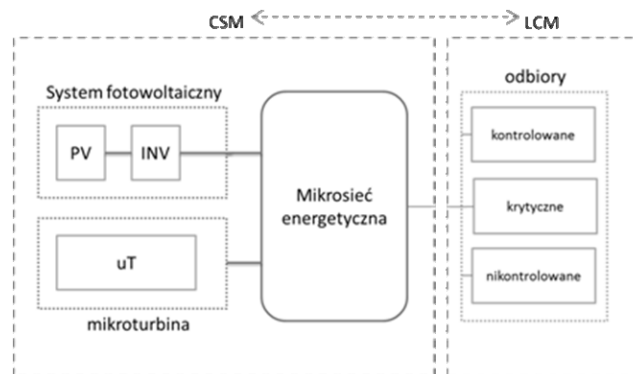 CSM
LCM
System fotowoltaiczny
PV
INV
uT
mikroturbina
Mikrosieć
energetyczna
odbiory
kontrolowane
krytyczne
nikontrolowane